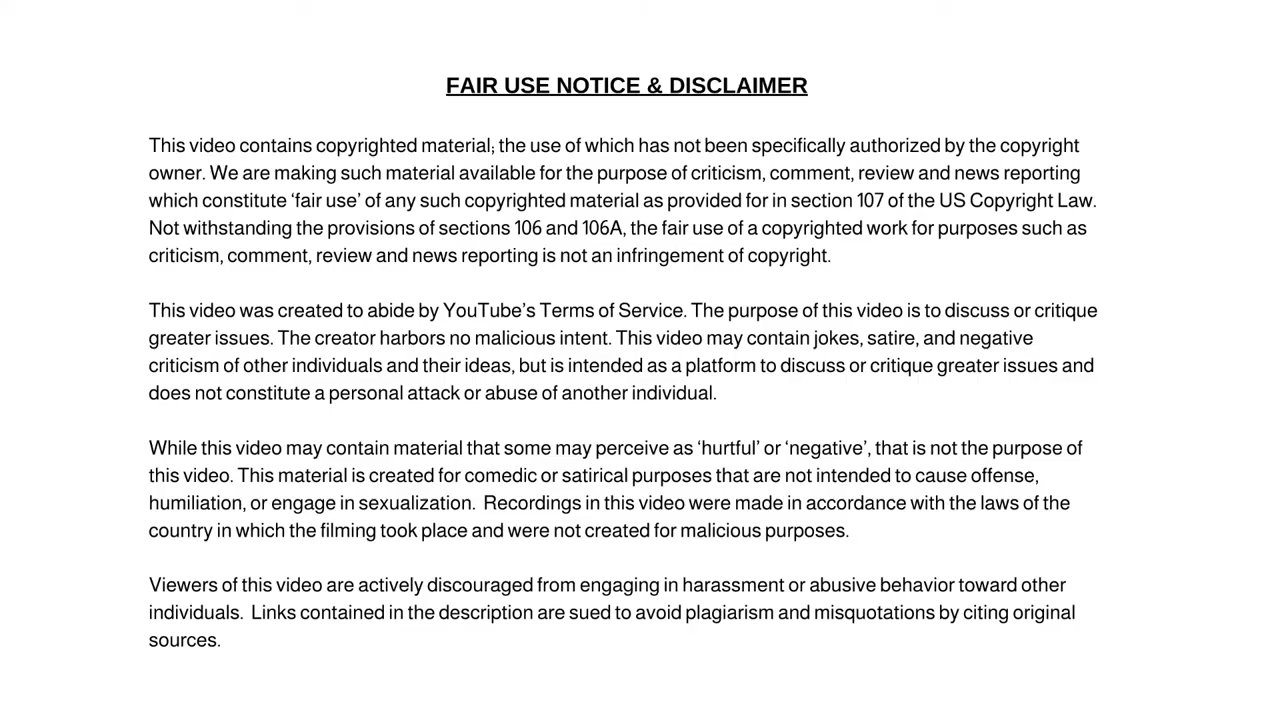 FAIR USE NOTICE & DISCLAIMER
This video contains copyrighted material; the use of which has not been specifically authorized by the copyright
owner. We are making such material available for the purpose of criticism, comment, review and news reporting
which constitute ‘fair use’ of any such copyrighted material as provided for in section 107 of the US Copyright Law.
Not withstanding the provisions of sections 106 and 106A, the fair use of a copyrighted work for purposes such as
criticism, comment, review and news reporting is not an infringement of copyright.
This video was created to abide by YouTube’s Terms of Service. The purpose of this video is to discuss or critique
greater issues. The creator harbors no malicious intent. This video may contain jokes, satire, and negative
criticism of other individuals and their ideas, but is intended as a platform to discuss or critique greater issues and
does not constitute a personal attack or abuse of another individual.
While this video may contain material that some may perceive as ‘hurtful’ or ‘negative’, that is not the purpose of
this video. This material is created for comedic or satirical purposes that are not intended to cause offense,
humiliation, or engage in sexualization.  Recordings in this video were made in accordance with the laws of the
country in which the filming took place and were not created for malicious purposes.
Viewers of this video are actively discouraged from engaging in harassment or abusive behavior toward other
individuals.  Links contained in the description are sued to avoid plagiarism and misquotations by citing original
sources.